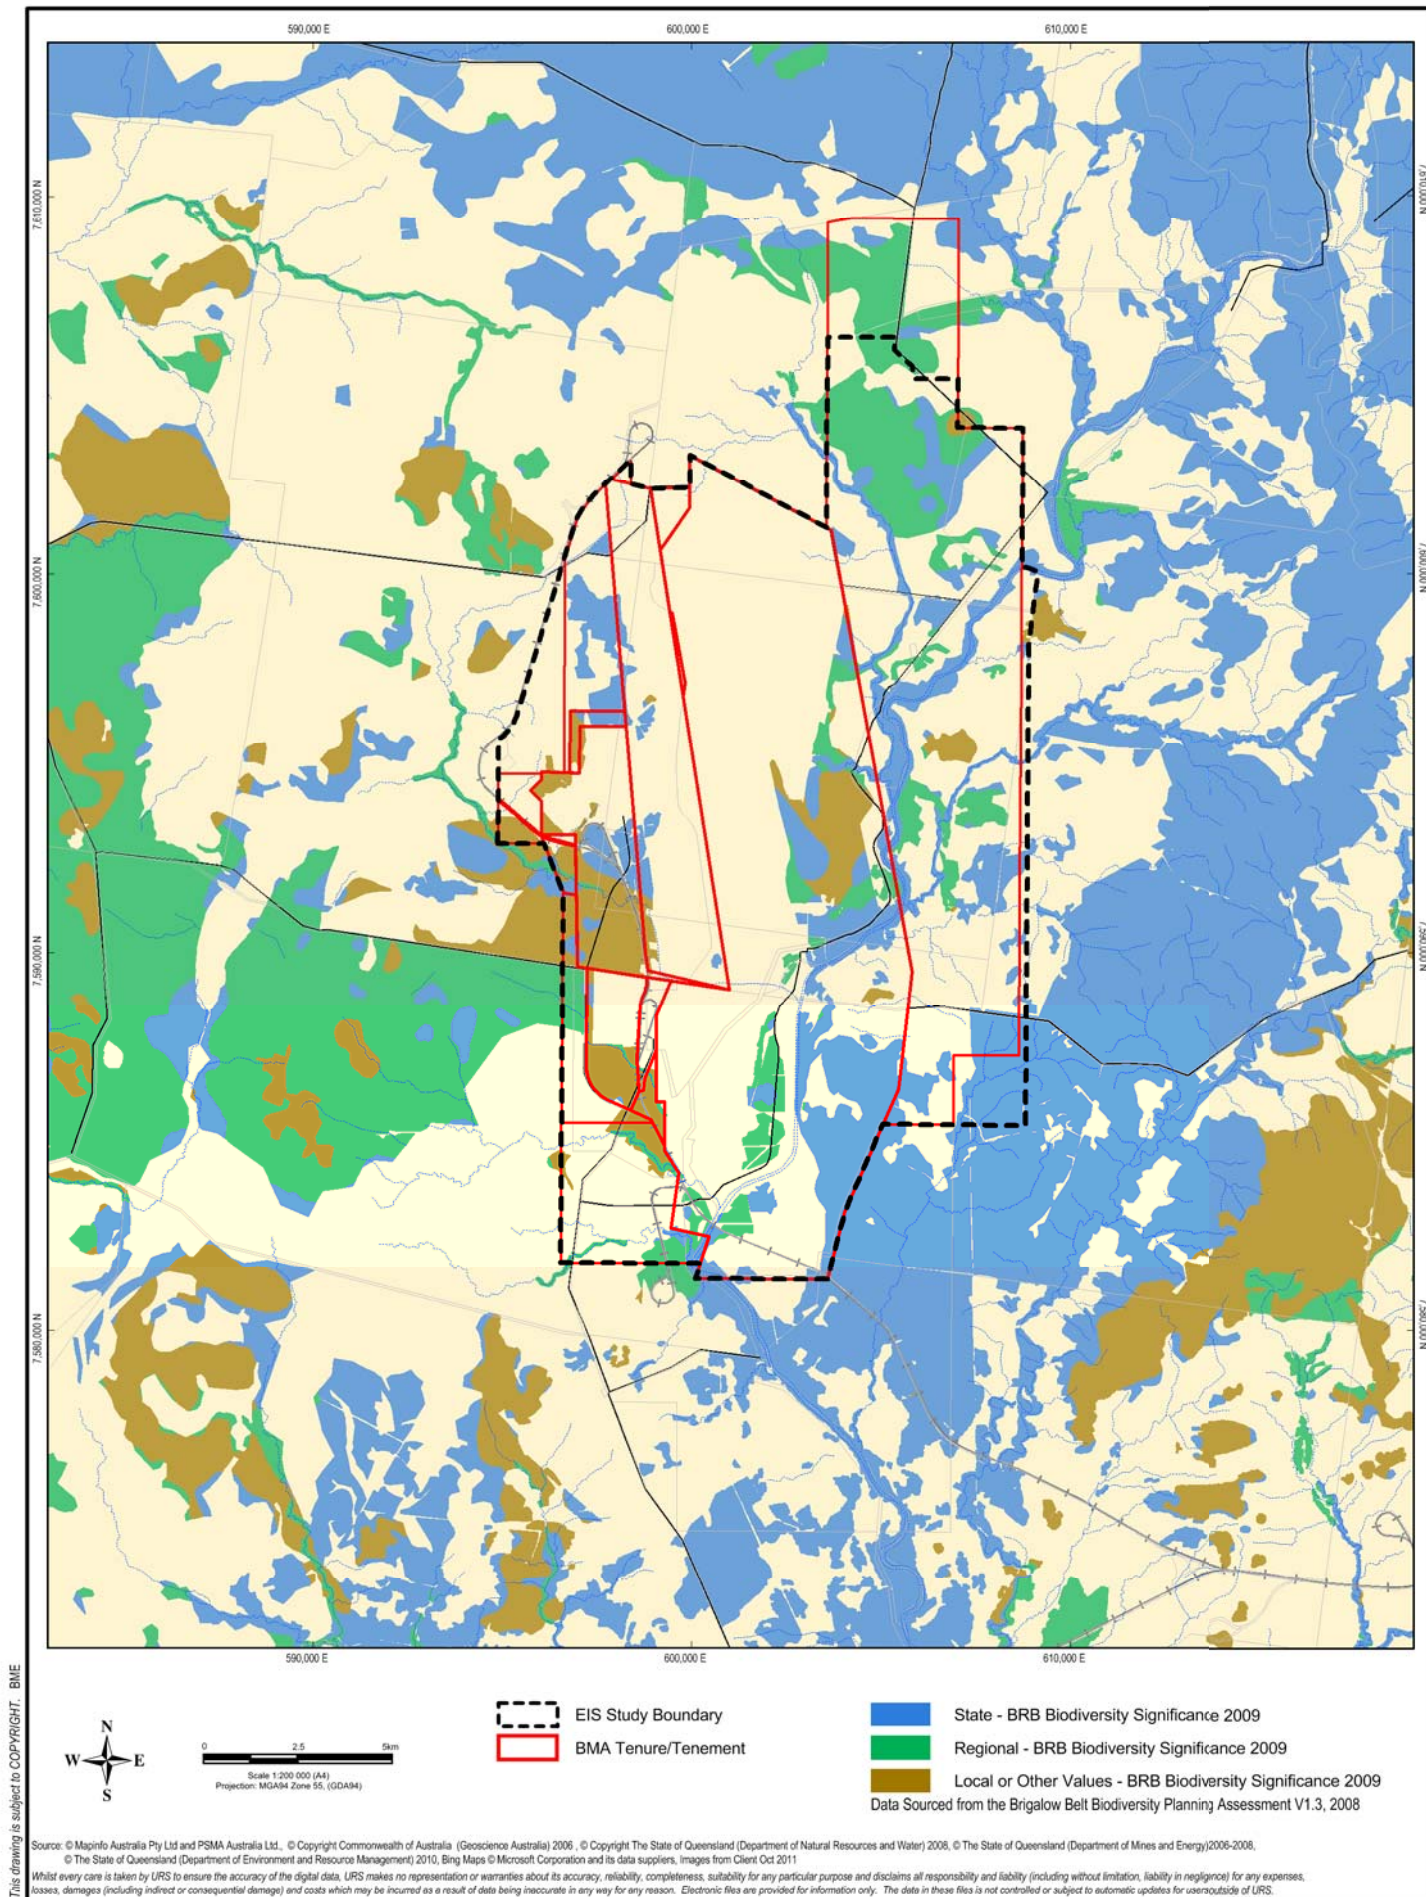 590,000 E
600,000 E
610,000 E
7,610,000 N
7,610,000 N
7,600,000 N
7,600,000 N
7,590,000 N
7,590,000 N
7,580,000 N
7,580,000 N
590,000 E
600,000 E
610,000 E
This drawing is subject to COPYRIGHT. BME
N
W E
S
0 2.5 5km
Scale 1:200 000 (A4)
Projection: MGA94 Zone 55, (GDA94)
EIS Study Boundary
BMA Tenure/Tenement
State - BRB Biodiversity Significance 2009
Regional - BRB Biodiversity Significance 2009
Local or Other Values - BRB Biodiversity Significance 2009
Data Sourced from the Brigalow Belt Biodiversity Planning Assessment V1.3, 2008
Source: © Mapinfo Australia Pty Ltd and PSMA Australia Ltd., © Copyright Commonwealth of Australia (Geoscience Australia) 2006 , © Copyright The State of Queensland (Department of Natural Resources and Water) 2008, © The State of Queensland (Department of Mines and Energy)2006-2008,
© The State of Queensland (Department of Environment and Resource Management) 2010, Bing Maps © Microsoft Corporation and its data suppliers, Images from Client Oct 2011
Whilst every care is taken by URS to ensure the accuracy of the digital data, URS makes no representation or warranties about its accuracy, reliability, completeness, suitability for any particular purpose and disclaims all responsibility and liability (including without limitation, liability in negligence) for any expenses,
losses, damages (including indirect or consequential damage) and costs which may be incurred as a result of data being inaccurate in any way for any reason. Electronic files are provided for information only. The data in these files is not controlled or subject to automatic updates for users outside of URS.